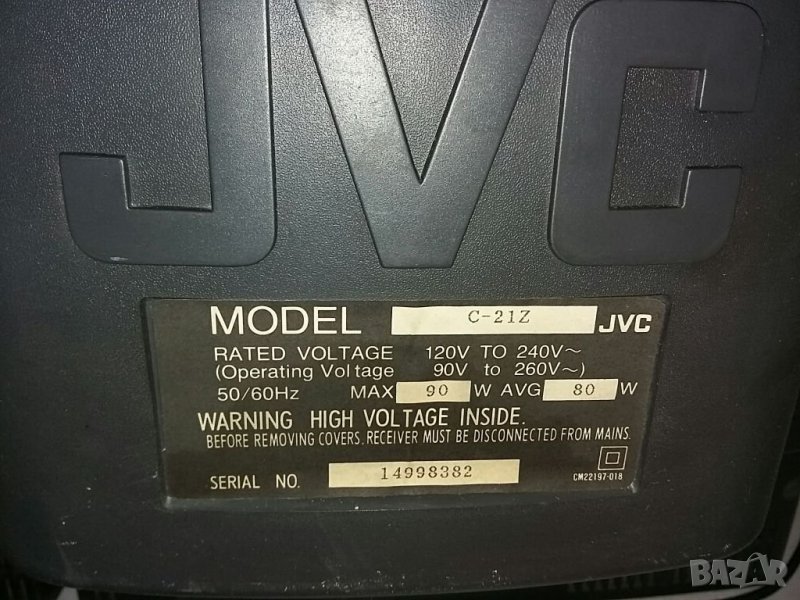 JVC
MODEL C-21Z JVC
RATED VOLTAGE 120V TO 240V~
(Operating Voltage 90V to 260V~)
50/60Hz MAX 90 W AVG 80 W
WARNING HIGH VOLTAGE INSIDE.
BEFORE REMOVING COVERS. RECEIVER MUST BE DISCONNECTED FROM MAINS.
SERIAL NO. 14998382
CM22197-018
BAZAR